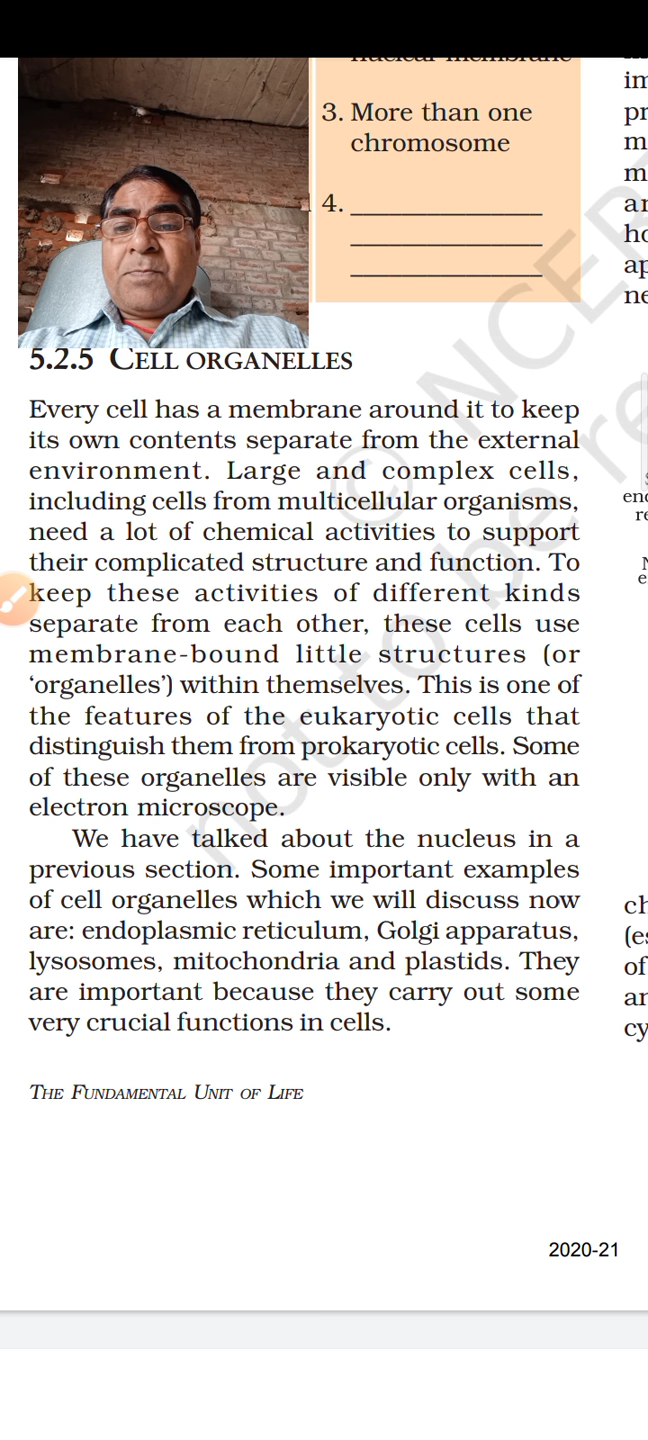 3. More than one
chromosome
4.
5.2.5 CELL ORGANELLES
Every cell has a membrane around it to keep
its own contents separate from the external
environment. Large and complex cells,
including cells from multicellular organisms,
need a lot of chemical activities to support
their complicated structure and function. To
keep these activities of different kinds
separate from each other, these cells use
membrane-bound little structures (or
‘organelles’) within themselves. This is one of
the features of the eukaryotic cells that
distinguish them from prokaryotic cells. Some
of these organelles are visible only with an
electron microscope.
We have talked about the nucleus in a
previous section. Some important examples
of cell organelles which we will discuss now
are: endoplasmic reticulum, Golgi apparatus,
lysosomes, mitochondria and plastids. They
are important because they carry out some
very crucial functions in cells.
THE FUNDAMENTAL UNIT OF LIFE
2020-21
© NCER
not to be re